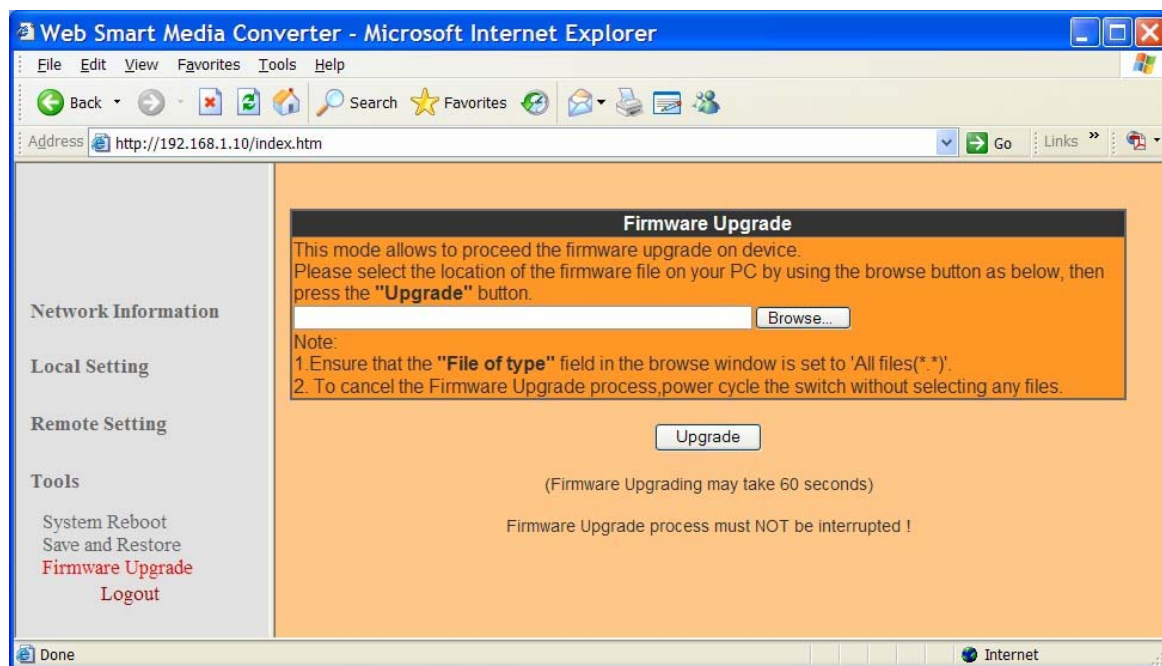 Web Smart Media Converter - Microsoft Internet Explorer
File Edit View Favorites Tools Help
Back Search Favorites
Address http://192.168.1.10/index.htm Go Links »
Network Information
Local Setting
Remote Setting
Tools
System Reboot
Save and Restore
Firmware Upgrade
Logout
Firmware Upgrade
This mode allows to proceed the firmware upgrade on device.
Please select the location of the firmware file on your PC by using the browse button as below, then
press the "Upgrade" button.
Browse...
Note:
1.Ensure that the "File of type" field in the browse window is set to 'All files(*.*)'.
2. To cancel the Firmware Upgrade process,power cycle the switch without selecting any files.
Upgrade
(Firmware Upgrading may take 60 seconds)
Firmware Upgrade process must NOT be interrupted !
Done Internet